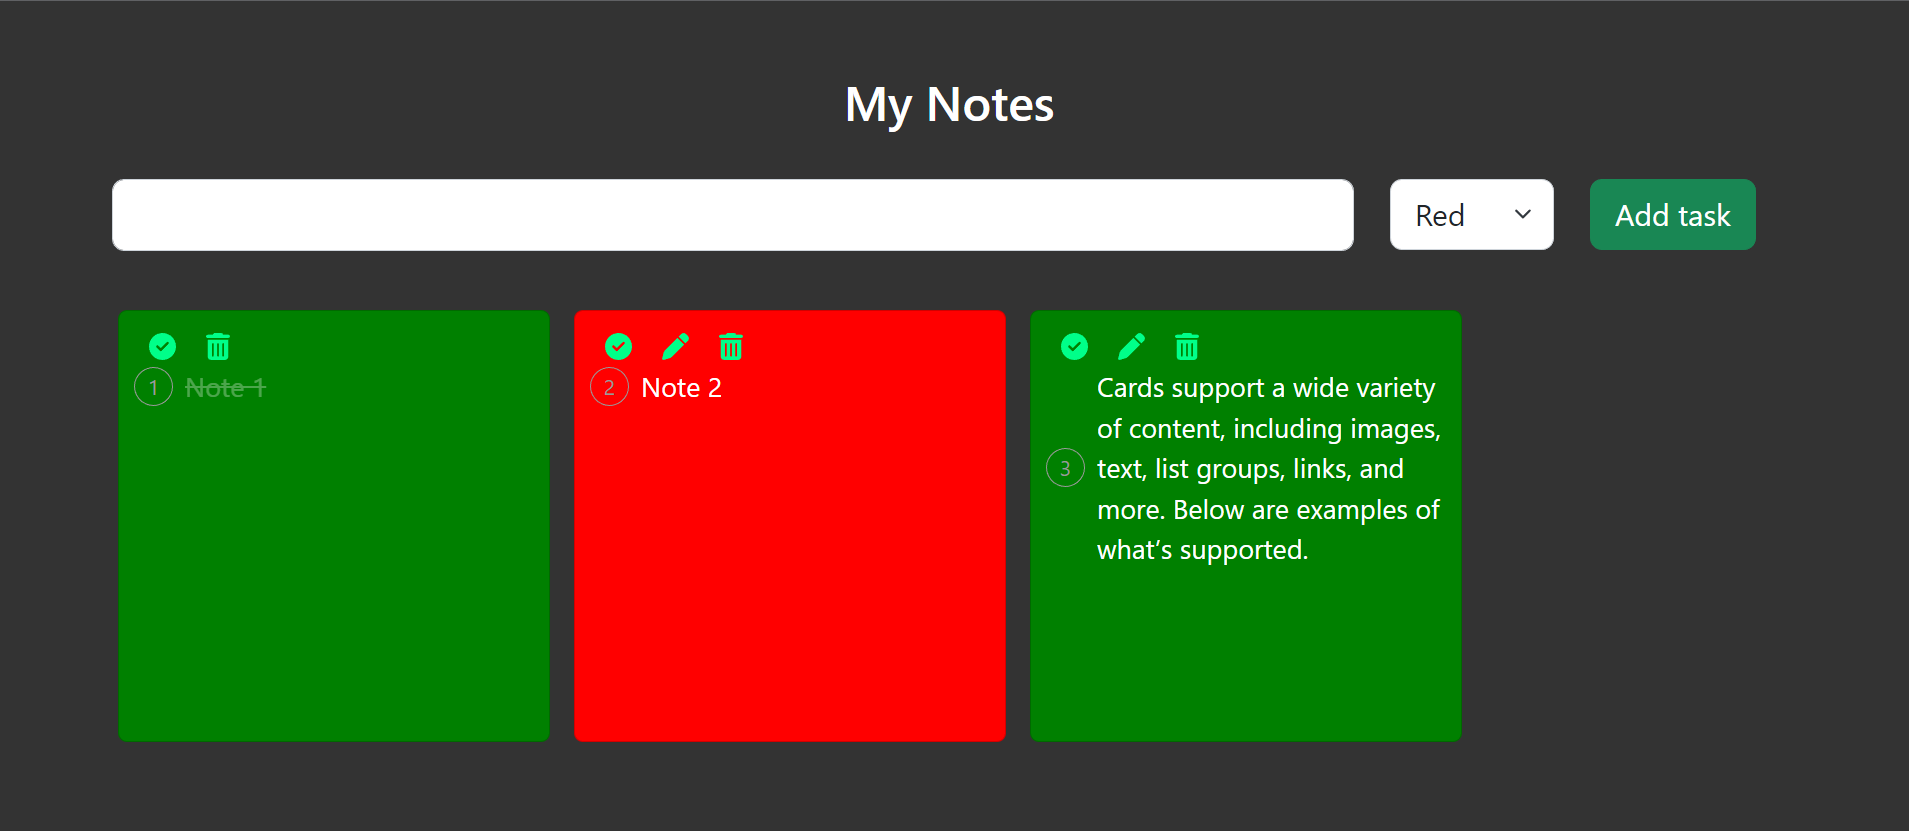 My Notes
Red
Add task
1 Note 1
2 Note 2
3
Cards support a wide variety
of content, including images,
text, list groups, links, and
more. Below are examples of
what’s supported.